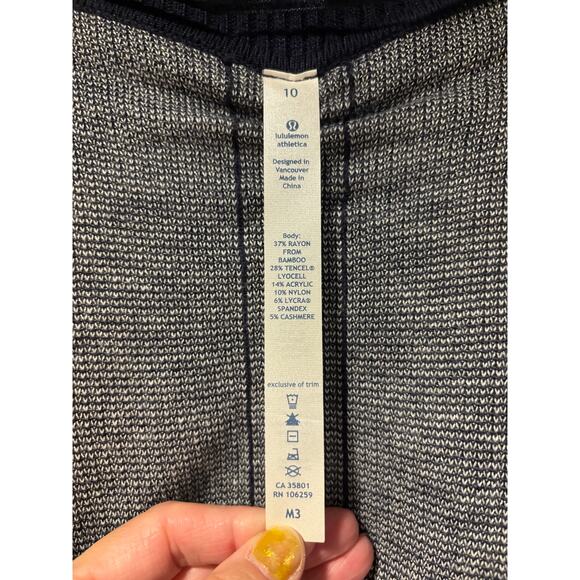 10
lululemon
athletica
Designed in
Vancouver
Made in
China
Body:
37% RAYON
FROM
BAMBOO
28% TENCEL®
LYOCELL
14% ACRYLIC
10% NYLON
6% LYCRA®
SPANDEX
5% CASHMERE
exclusive of trim
CA 35801
RN 106259
M3